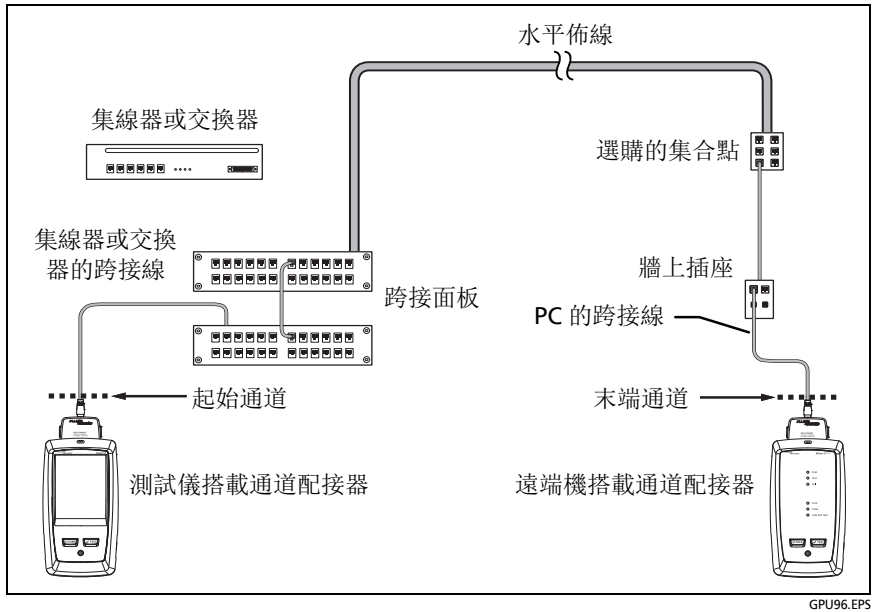 水平佈線
集線器或交換器
選購的集合點
集線器或交換
器的跨接線
牆上插座
跨接面板
PC 的跨接線
起始通道
末端通道
測試儀搭載通道配接器
遠端機搭載通道配接器
GPU96.EPS